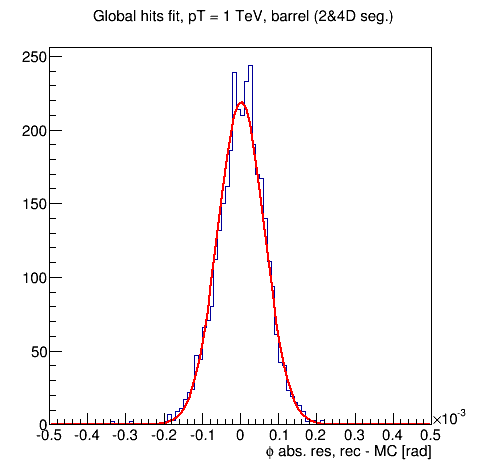 Global hits fit, pT = 1 TeV, barrel (2&4D seg.)
250
200
150
100
50
0
-0.5 -0.4 -0.3 -0.2 -0.1 0 0.1 0.2 0.3 0.4 0.5
×10⁻³
ϕ abs. res, rec - MC [rad]